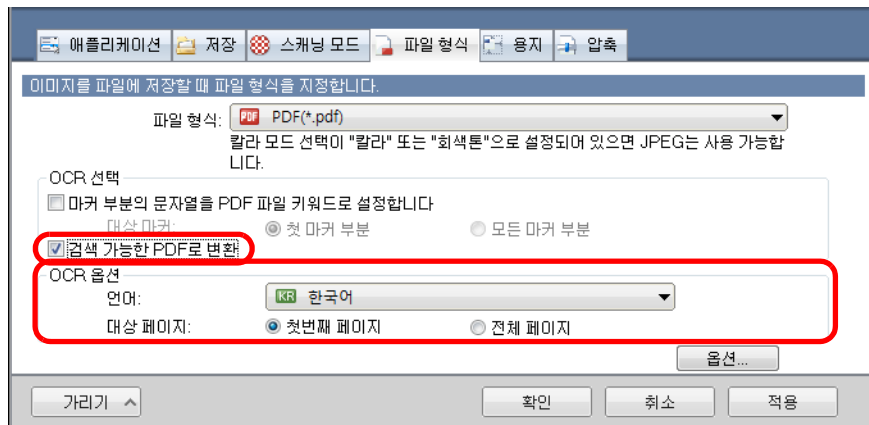 애플리케이션 저장 스캐닝 모드 파일 형식 용지 압축
이미지를 파일에 저장할 때 파일 형식을 지정합니다.
파일 형식: PDF PDF(*.pdf)
칼라 모드 선택이 "칼라" 또는 "회색톤"으로 설정되어 있으면 JPEG는 사용 가능합
니다.
OCR 선택
마커 부분의 문자열을 PDF 파일 키워드로 설정합니다
대상 마커: 첫 마커 부분 모든 마커 부분
검색 가능한 PDF로 변환
OCR 옵션
언어: KR 한국어
대상 페이지: 첫번째 페이지 전체 페이지
옵션...
가리기 확인 취소 적용